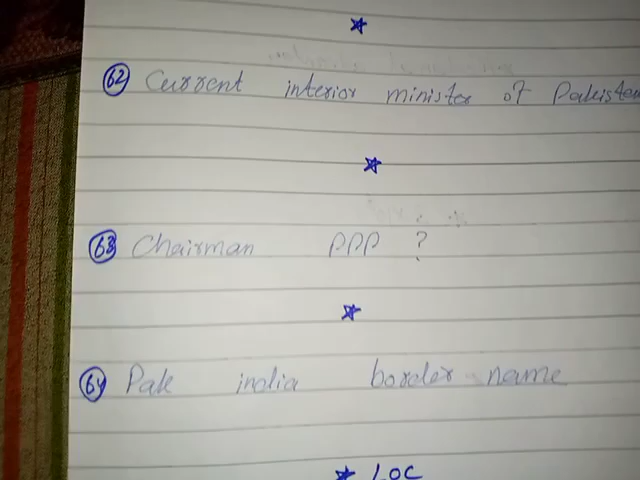 62 Current interior minister of Pakistan
63 Chairman PPP ?
64 Pak india border name
LOC